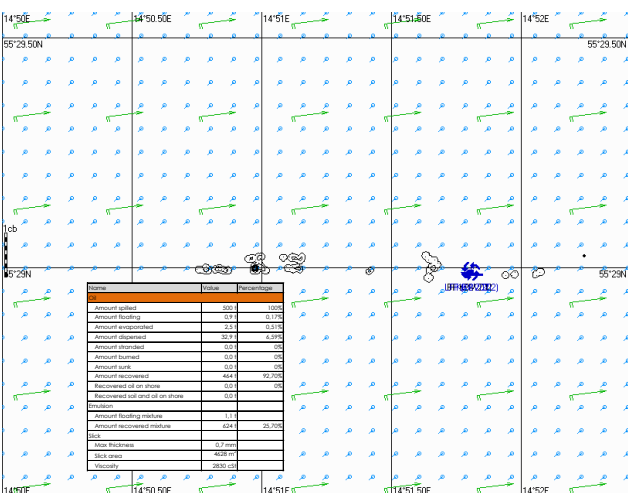 14°50E 14°50.50E 14°51E 14°51.50E 14°52E
55°29.50N 55°29.50N
1cb
55°29N 55°29N
Name Value Percentage
Oil
Amount spilled 500 t 100%
Amount floating 0,9 t 0,17%
Amount evaporated 2,5 t 0,51%
Amount dispersed 32,9 t 6,59%
Amount stranded 0,0 t 0%
Amount burned 0,0 t 0%
Amount sunk 0,0 t 0%
Amount recovered 464 t 92,70%
Recovered oil on shore 0,0 t 0%
Recovered soil and oil on shore 0,0 t
Emulsion
Amount floating mixture 1,1 t
Amount recovered mixture 624 t 25,70%
Slick
Max thickness 0,7 mm
Slick area 4628 m²
Viscosity 2830 cSt
14°50E 14°50.50E 14°51E 14°51.50E 14°52E